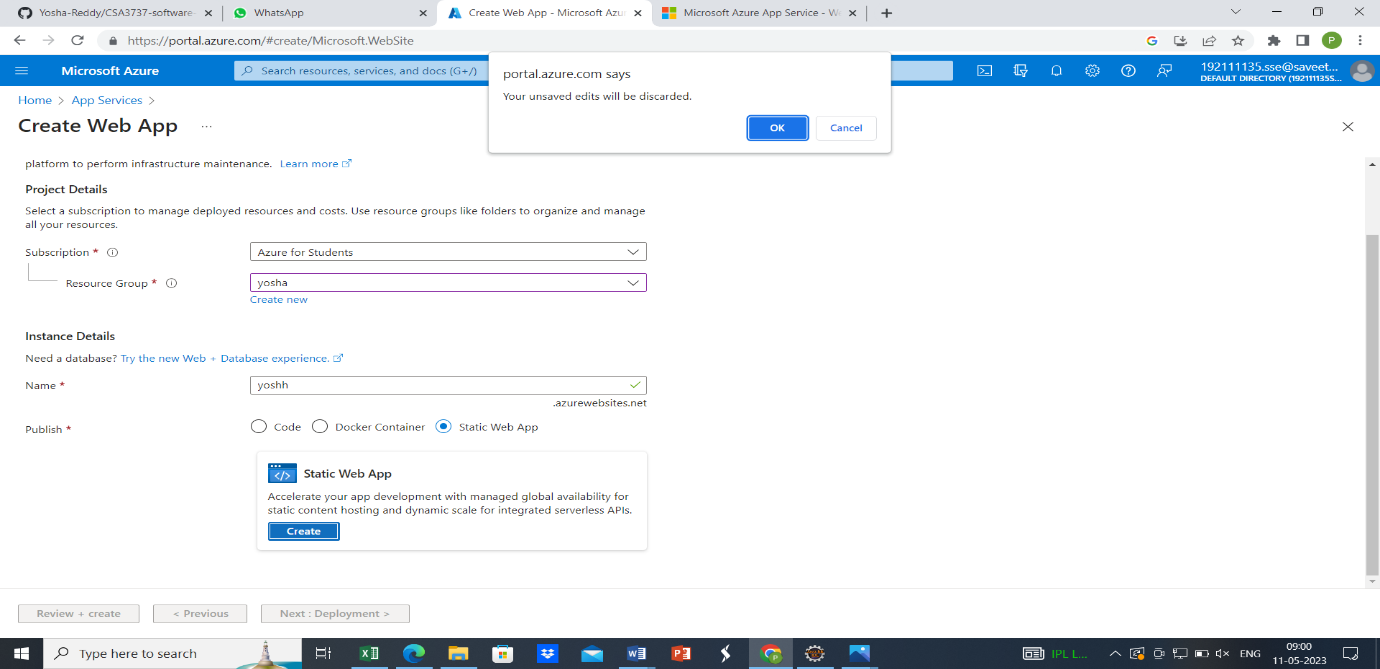 Yosha-Reddy/CSA3737-software-
WhatsApp
Create Web App - Microsoft Azu
Microsoft Azure App Service - W
https://portal.azure.com/#create/Microsoft.WebSite
P
Microsoft Azure
Search resources, services, and docs (G+/)
192111135.sse@saveet...
DEFAULT DIRECTORY (192111135S...
portal.azure.com says
Your unsaved edits will be discarded.
OK
Cancel
Home > App Services >
Create Web App ...
platform to perform infrastructure maintenance. Learn more
Project Details
Select a subscription to manage deployed resources and costs. Use resource groups like folders to organize and manage
all your resources.
Subscription *
Azure for Students
Resource Group *
yosha
Create new
Instance Details
Need a database? Try the new Web + Database experience.
Name *
yoshh
.azurewebsites.net
Publish *
Code
Docker Container
Static Web App
Static Web App
Accelerate your app development with managed global availability for
static content hosting and dynamic scale for integrated serverless APIs.
Create
Review + create
< Previous
Next : Deployment >
Type here to search
IPL L...
ENG
09:00
11-05-2023